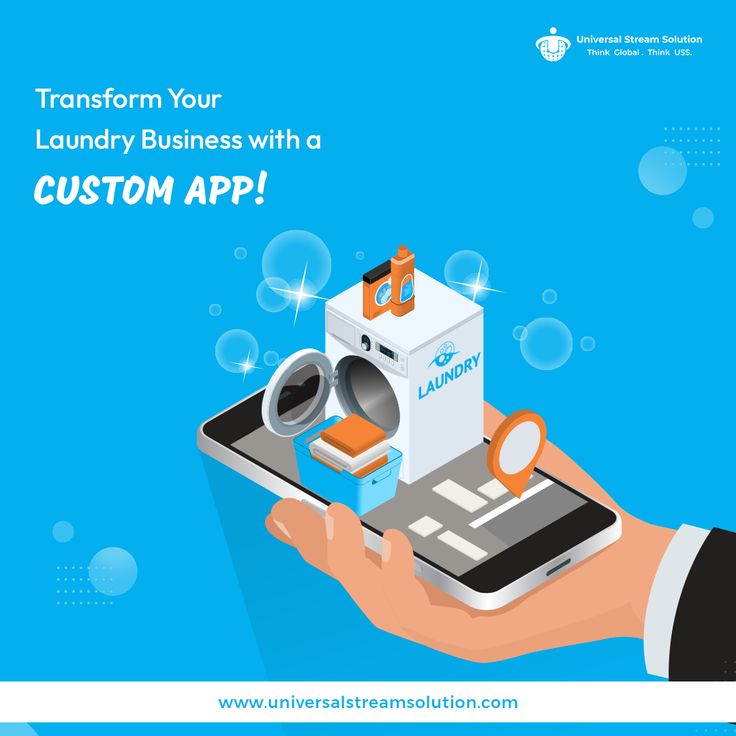 Universal Stream Solution
Think Global. Think USS.
Transform Your
Laundry Business with a
CUSTOM APP!
LAUNDRY
www.universalstreamsolution.com